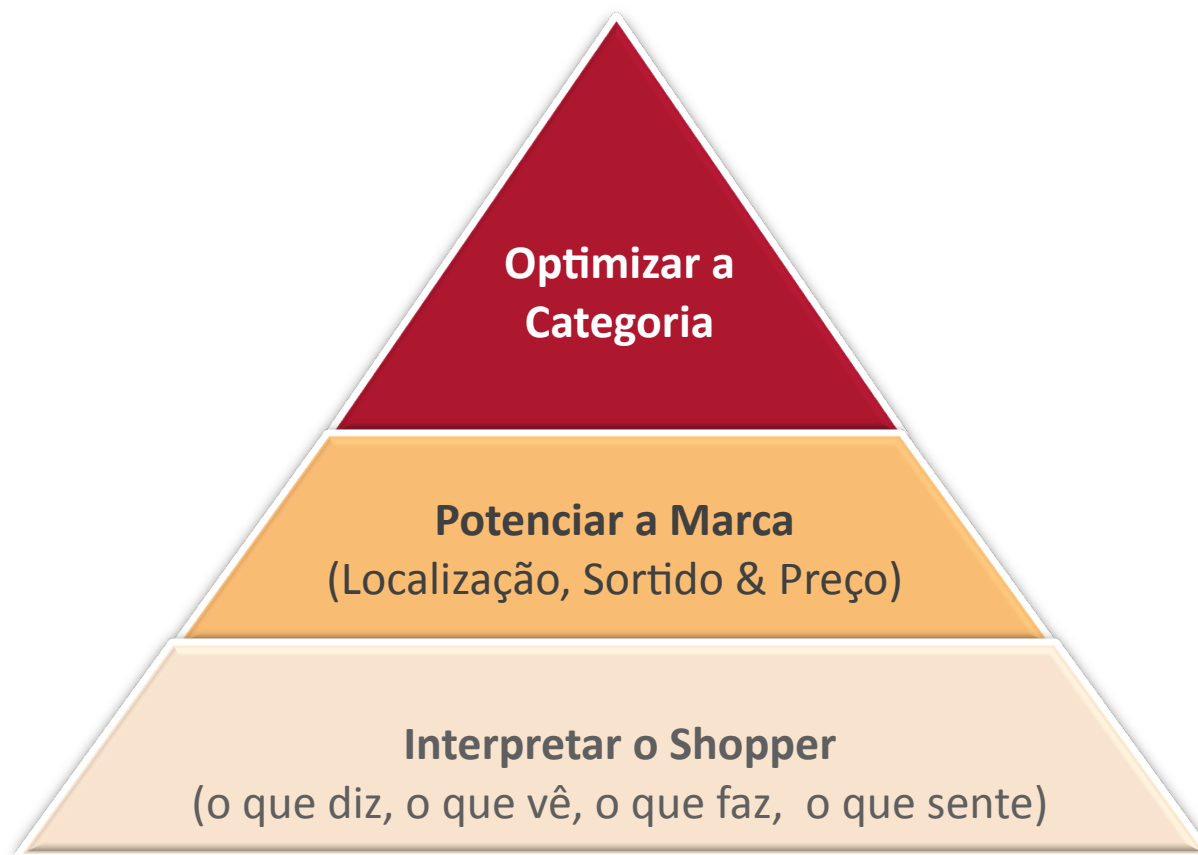 Optimizar a
Categoria
Potenciar a Marca
(Localização, Sortido & Preço)
Interpretar o Shopper
(o que diz, o que vê, o que faz,  o que sente)